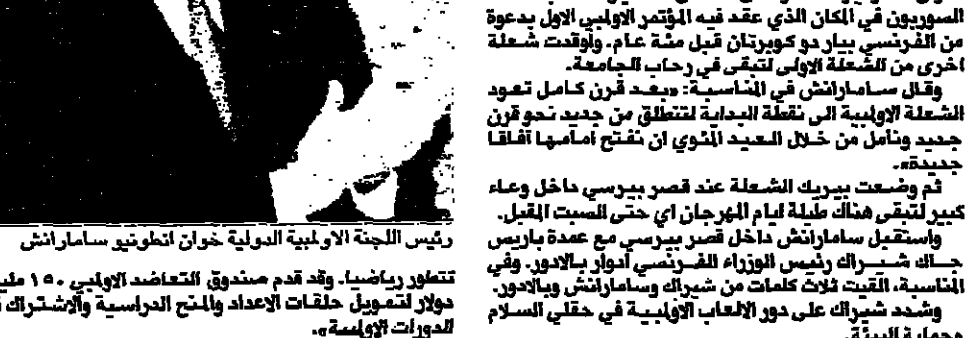 السوربون في المكان الذي عقد فيه المؤتمر الاولمبي الاول بدعوة
من الفرنسي بيار دو كوبرتان قبل مئة عام. واوقدت شعلة
اخرى من الشعلة الاولى لتبقى في رحاب الجامعة.
وقال سامارانش في المناسبة: «بعد قرن كامل تعود
الشعلة الاولمبية الى نقطة البداية لتنطلق من جديد نحو قرن
جديد ونأمل من خلال العيد المئوي ان نفتح امامها آفاقا
جديدة».
ثم وضعت بيريك الشعلة عند قصر بيرسي داخل وعاء
كبير لتبقى هناك طيلة ايام المهرجان اي حتى السبت المقبل.
واستقبل سامارانش داخل قصر بيرسي مع عمدة باريس
جاك شيراك رئيس الوزراء الفرنسي ادوار بالادور. وفي
المناسبة، القيت ثلاث كلمات من شيراك وسامارانش وبالادور.
وشدد شيراك على دور الالعاب الاولمبية في حقلي السلام
وحماية البيئة.
رئيس اللجنة الاولمبية الدولية خوان انطونيو سامارانش
تتطور رياضيا. وقد قدم صندوق التعاضد الاولمبي ١٥٠
دولار لتمويل حلقات الاعداد والمنح الدراسية والاشتراك
الدورات الاولمبية».